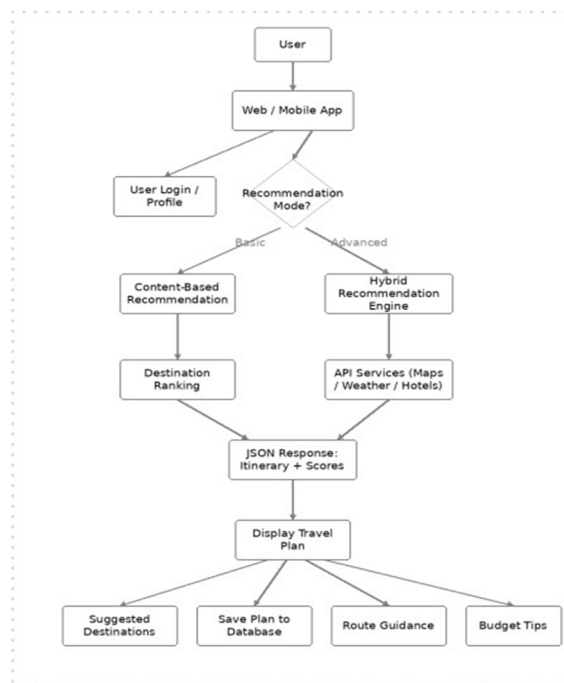 User
Web / Mobile App
User Login /
Profile
Recommendation
Mode?
Basic
Advanced
Content-Based
Recommendation
Hybrid
Recommendation
Engine
Destination
Ranking
API Services (Maps
/ Weather / Hotels)
JSON Response:
Itinerary + Scores
Display Travel
Plan
Suggested
Destinations
Save Plan to
Database
Route Guidance
Budget Tips